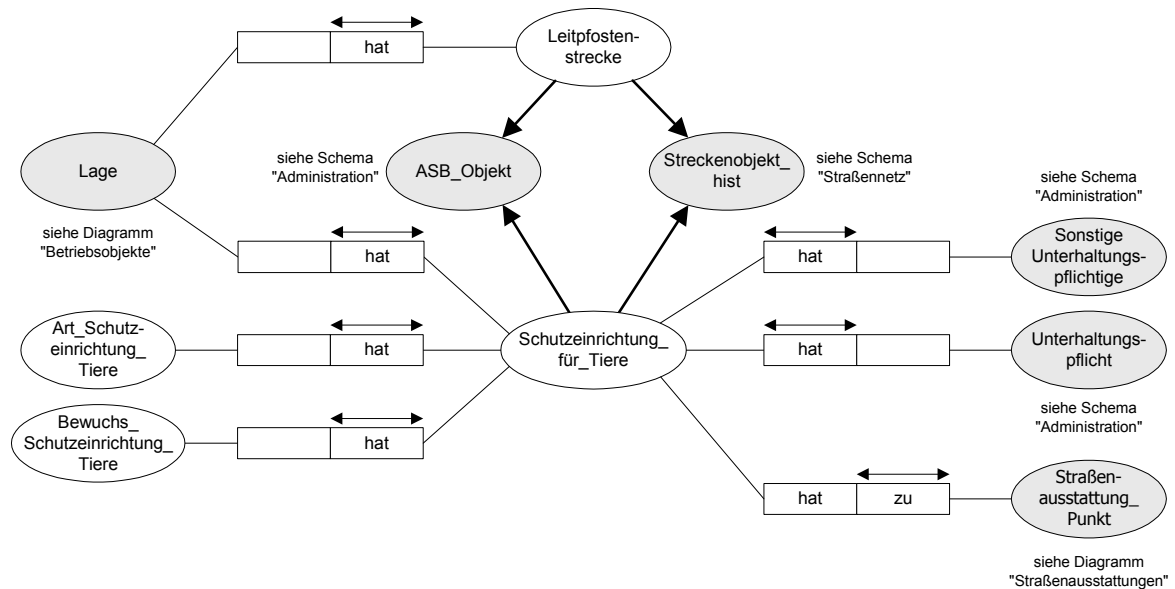 Leitpfosten-
strecke
hat
Lage
siehe Schema
"Administration"
ASB_Objekt
Streckenobjekt_
hist
siehe Schema
"Straßennetz"
siehe Schema
"Administration"
siehe Diagramm
"Betriebsobjekte"
hat
hat
Sonstige
Unterhaltungs-
pflichtige
Art_Schutz-
einrichtung_
Tiere
hat
Schutzeinrichtung_
für_Tiere
hat
Unterhaltungs-
pflicht
siehe Schema
"Administration"
Bewuchs_
Schutzeinrichtung_
Tiere
hat
hat
zu
Straßen-
ausstattung_
Punkt
siehe Diagramm
"Straßenausstattungen"